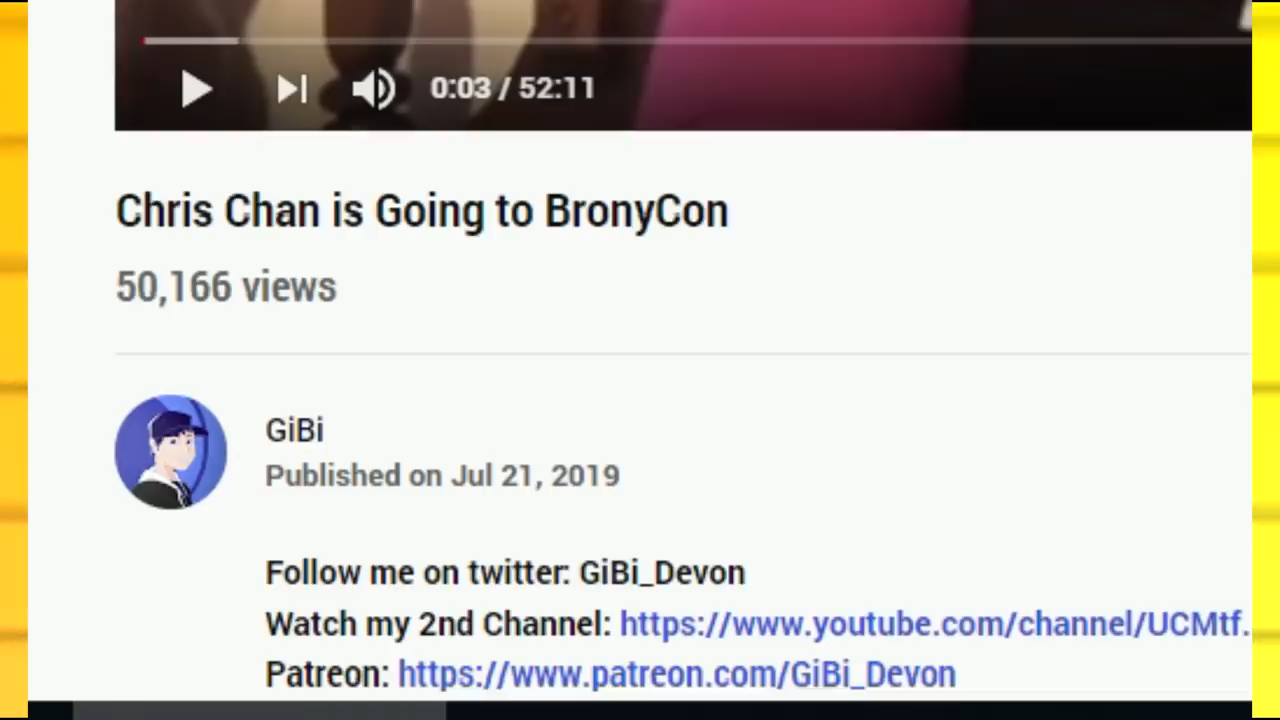 0:03 / 52:11
Chris Chan is Going to BronyCon
50,166 views
GiBi
Published on Jul 21, 2019
Follow me on twitter: GiBi_Devon
Watch my 2nd Channel: https://www.youtube.com/channel/UCMtf.
Patreon: https://www.patreon.com/GiBi_Devon